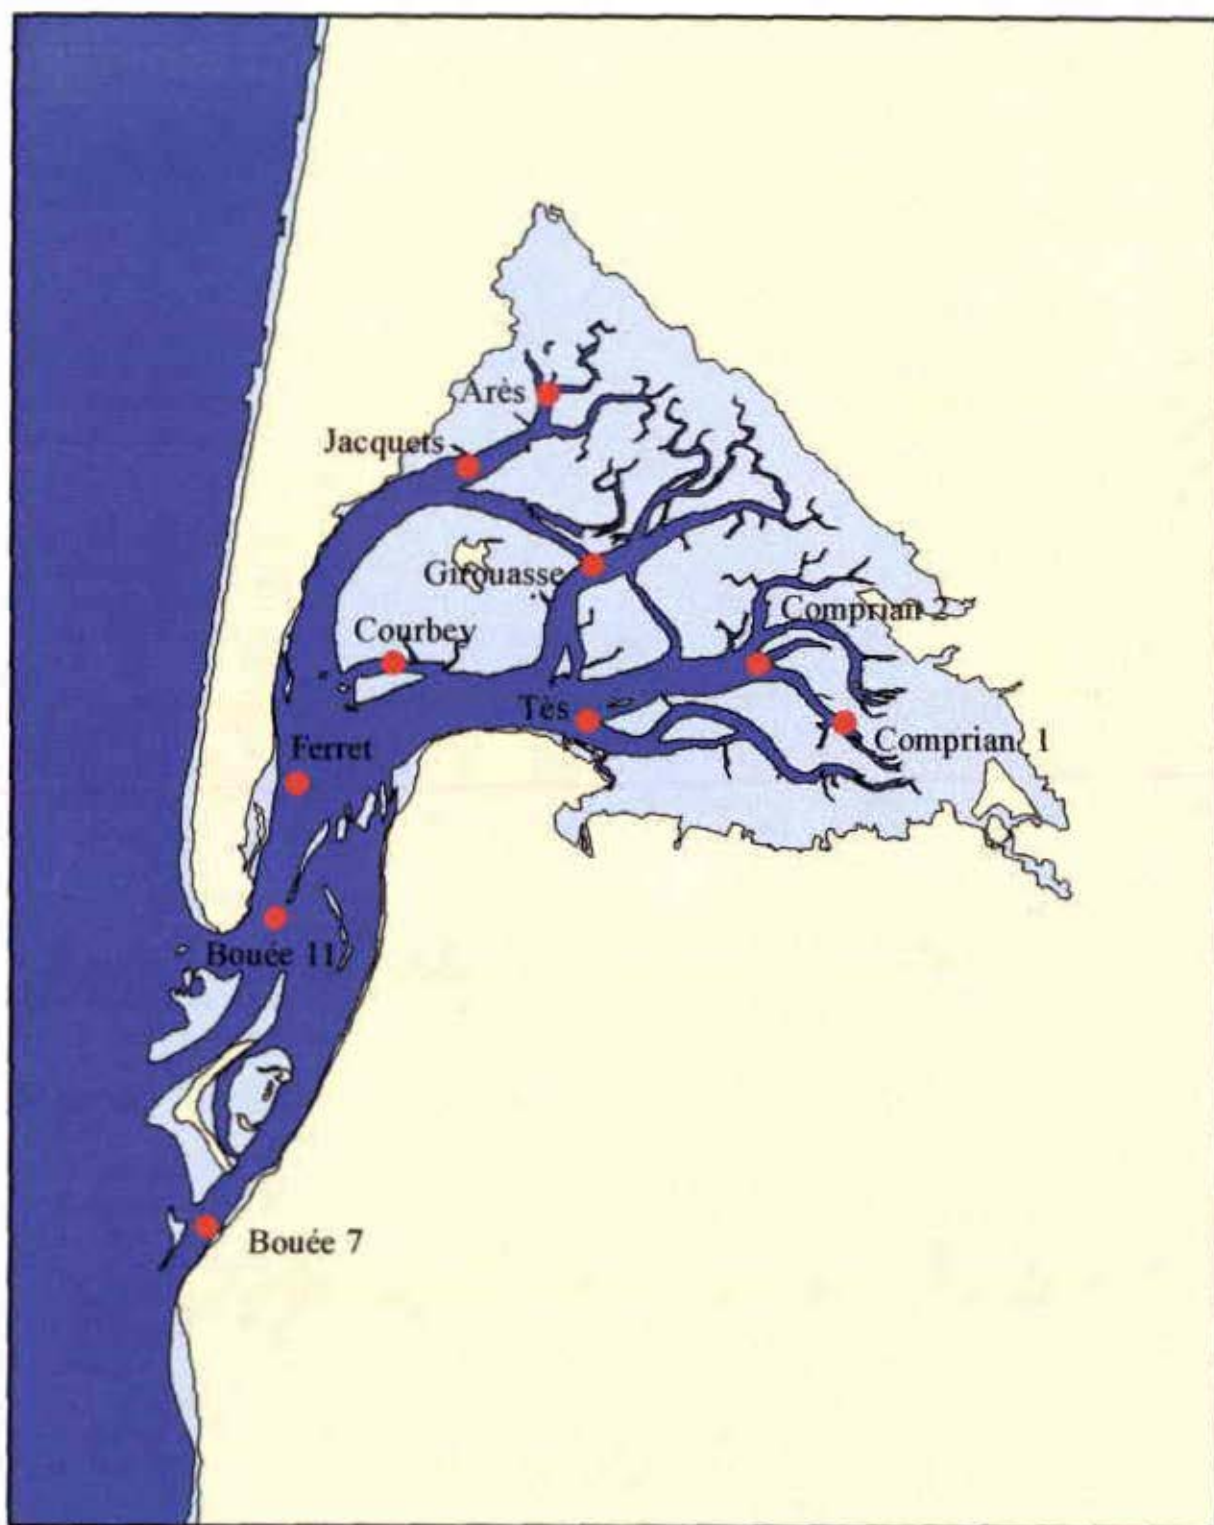 Arès
Jacquets
Girouasse
Comprian 2
Courbey
Tès
Comprian 1
Ferret
Bouée 11
Bouée 7